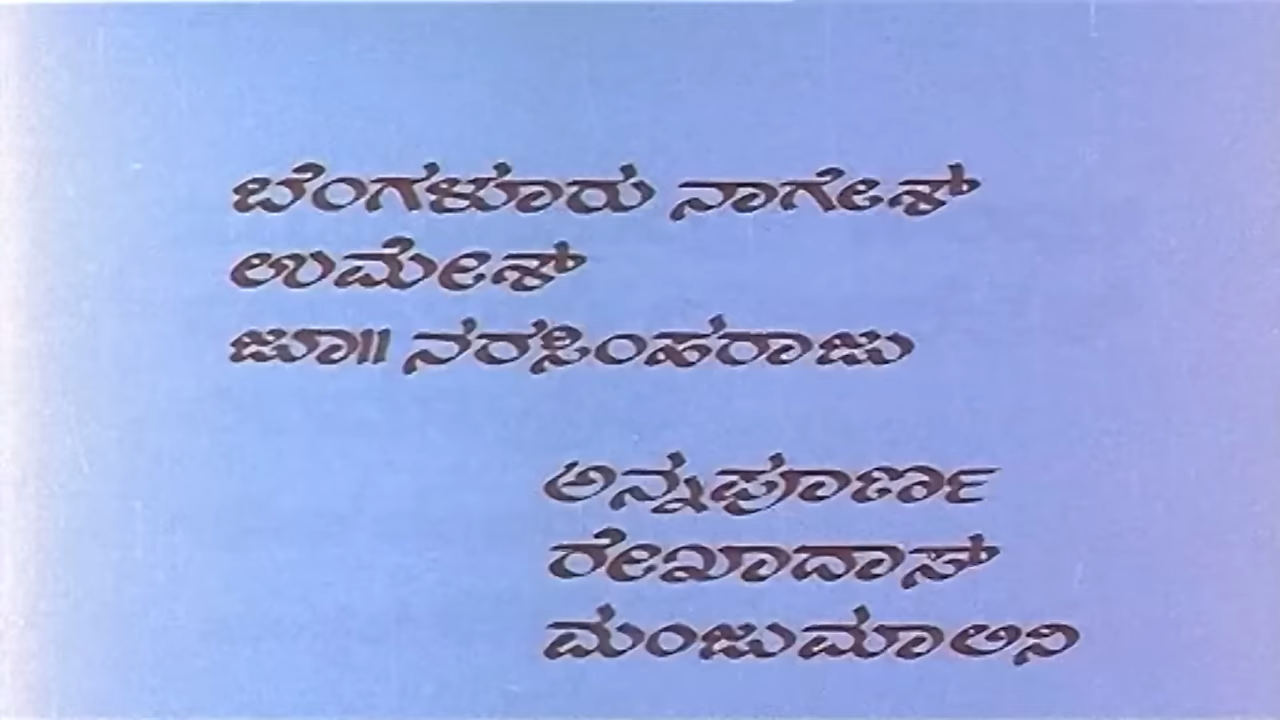 ಬೆಂಗಳೂರು ನಾಗೇಶ್
ಉಮೇಶ್
ಜೂ॥ ನರಸಿಂಹರಾಜು
ಅನ್ನಪೂರ್ಣ
ರೇಖಾದಾಸ್
ಮಂಜುಮಾಲಿನಿ